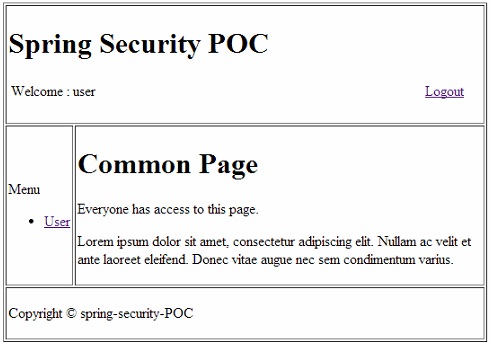 Spring Security POC
Welcome : user Logout
Menu
User
Common Page
Everyone has access to this page.
Lorem ipsum dolor sit amet, consectetur adipiscing elit. Nullam ac velit et
ante laoreet eleifend. Donec vitae augue nec sem condimentum varius.
Copyright © spring-security-POC